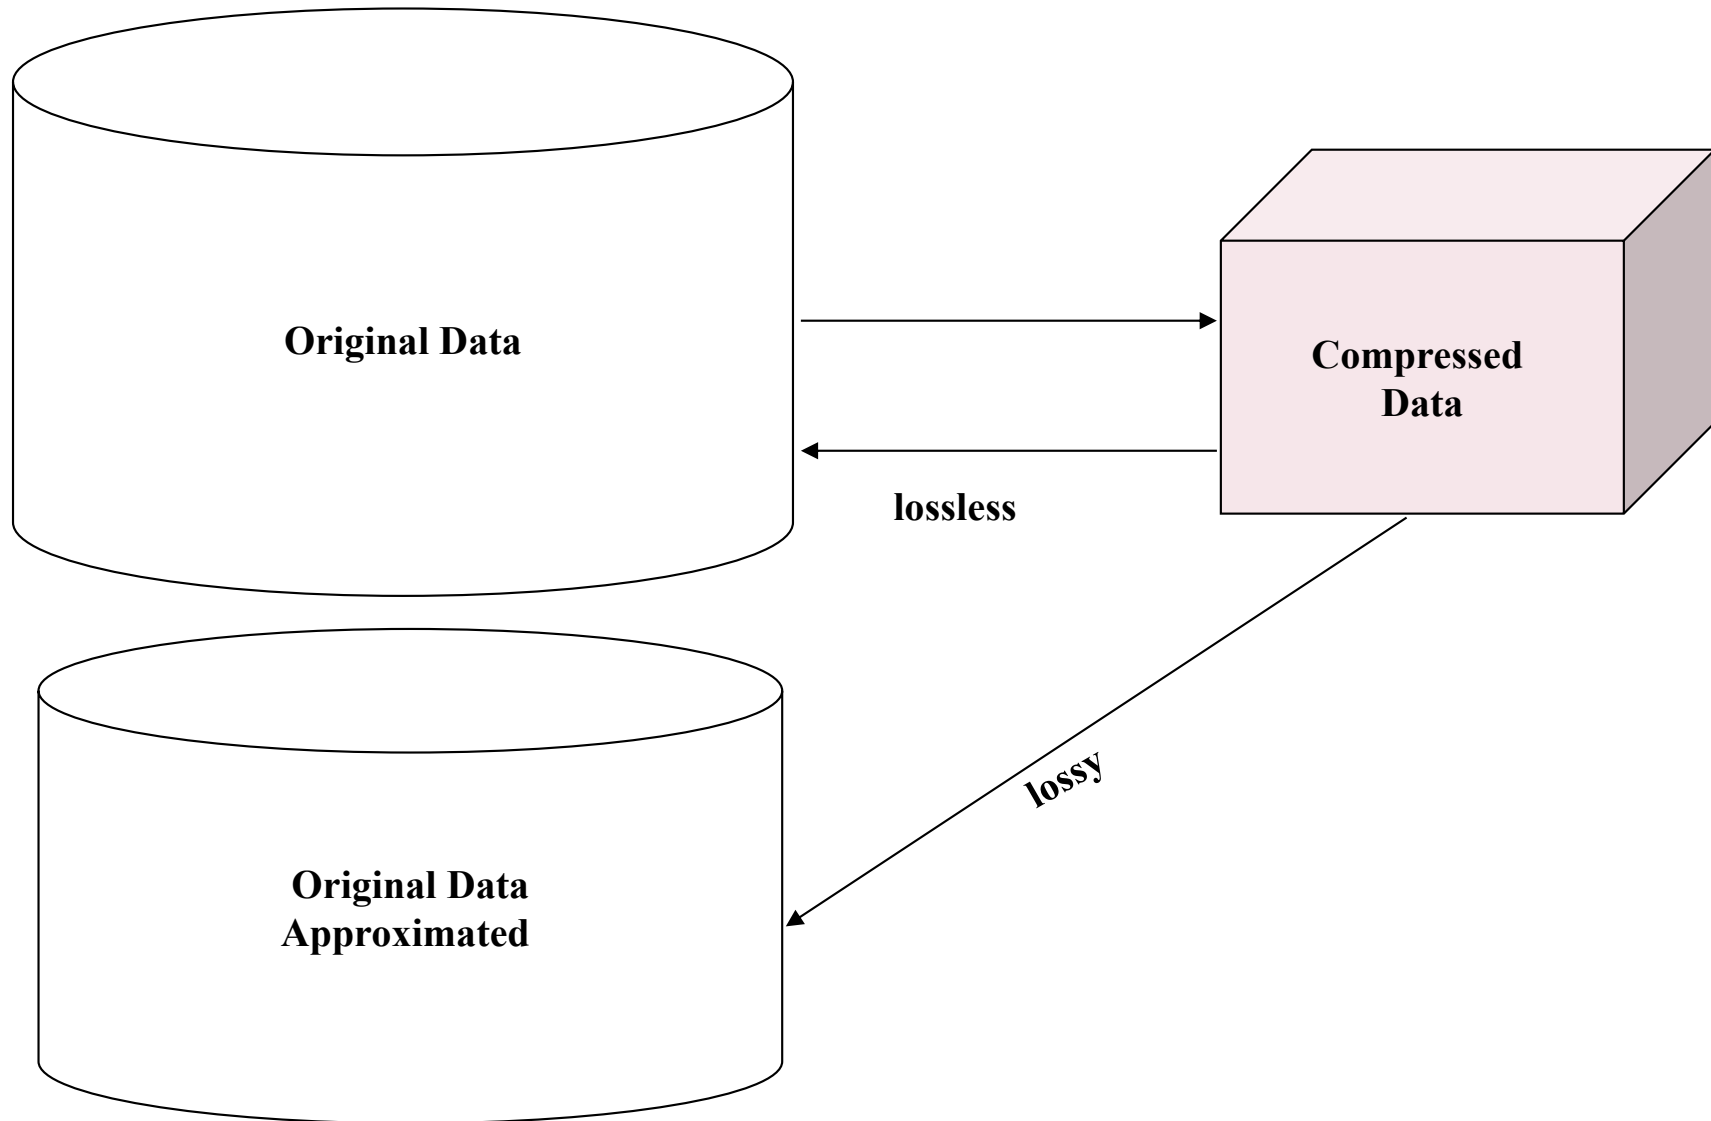 Original Data
Compressed
Data
lossless
lossy
Original Data
Approximated